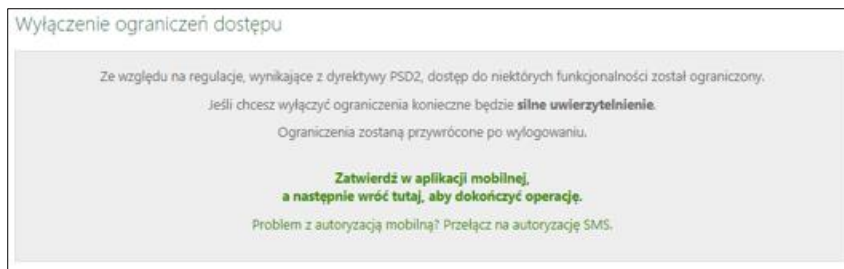 Wyłączenie ograniczeń dostępu
Ze względu na regulacje, wynikające z dyrektywy PSD2, dostęp do niektórych funkcjonalności został ograniczony.
Jeśli chcesz wyłączyć ograniczenia konieczne będzie silne uwierzytelnienie.
Ograniczenia zostaną przywrócone po wylogowaniu.
Zatwierdź w aplikacji mobilnej,
a następnie wróć tutaj, aby dokończyć operację.
Problem z autoryzacją mobilną? Przełącz na autoryzację SMS.